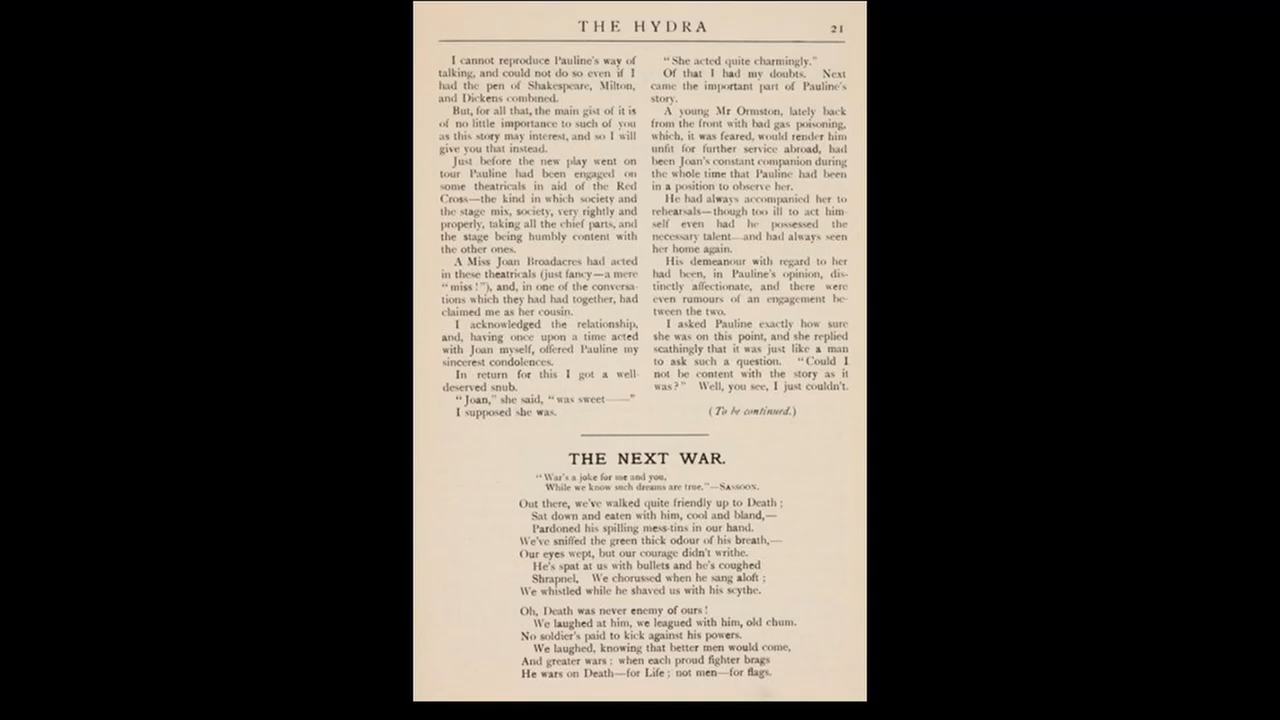 THE HYDRA
21
I cannot reproduce Pauline's way of
talking, and could not do so even if I
had the pen of Shakespeare, Milton,
and Dickens combined.
But, for all that, the main gist of it is
of no little importance to such of you
as this story may interest, and so I will
give you that instead.
Just before the new play went on
tour Pauline had been engaged on
some theatricals in aid of the Red
Cross—the kind in which society and
the stage mix, society, very rightly and
properly, taking all the chief parts, and
the stage being humbly content with
the other ones.
A Miss Joan Broadacres had acted
in these theatricals (just fancy—a mere
"miss!"), and, in one of the conversa-
tions which they had had together, had
claimed me as her cousin.
I acknowledged the relationship,
and, having once upon a time acted
with Joan myself, offered Pauline my
sincerest condolences.
In return for this I got a well-
deserved snub.
"Joan," she said, "was sweet——"
I supposed she was.
"She acted quite charmingly."
Of that I had my doubts. Next
came the important part of Pauline's
story.
A young Mr Ormston, lately back
from the front with bad gas poisoning,
which, it was feared, would render him
unfit for further service abroad, had
been Joan's constant companion during
the whole time that Pauline had been
in a position to observe her.
He had always accompanied her to
rehearsals—though too ill to act him-
self even had he possessed the
necessary talent—and had always seen
her home again.
His demeanour with regard to her
had been, in Pauline's opinion, dis-
tinctly affectionate, and there were
even rumours of an engagement be-
tween the two.
I asked Pauline exactly how sure
she was on this point, and she replied
scathingly that it was just like a man
to ask such a question. "Could I
not be content with the story as it
was?" Well, you see, I just couldn't.
(To be continued.)
THE NEXT WAR.
"War's a joke for me and you,
While we know such dreams are true."—SASSOON.
Out there, we've walked quite friendly up to Death;
Sat down and eaten with him, cool and bland,—
Pardoned his spilling mess-tins in our hand.
We've sniffed the green thick odour of his breath,—
Our eyes wept, but our courage didn't writhe.
He's spat at us with bullets and he's coughed
Shrapnel. We chorussed when he sang aloft;
We whistled while he shaved us with his scythe.
Oh, Death was never enemy of ours!
We laughed at him, we leagued with him, old chum.
No soldier's paid to kick against his powers.
We laughed, knowing that better men would come,
And greater wars; when each proud fighter brags
He wars on Death—for Life; not men—for flags.